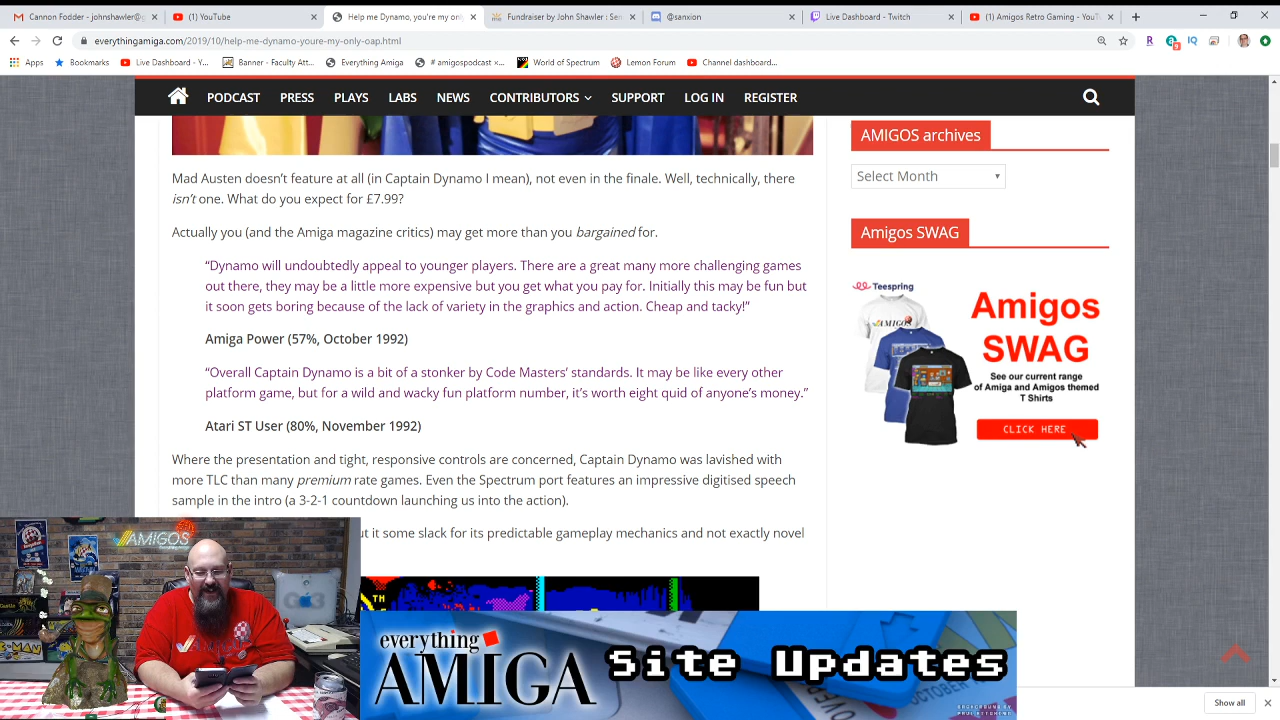 Cannon Fodder - johnshawler@g
(1) YouTube
Help me Dynamo, you're my only
Fundraiser by John Shawler : Sen
@sanxion
Live Dashboard - Twitch
(1) Amigos Retro Gaming - YouTu
everythingamiga.com/2019/10/help-me-dynamo-youre-my-only-oap.html
Apps
Bookmarks
Live Dashboard - Y...
Banner - Faculty Att...
Everything Amiga
# amigospodcast x...
World of Spectrum
Lemon Forum
Channel dashboard...
PODCAST PRESS PLAYS LABS NEWS CONTRIBUTORS SUPPORT LOG IN REGISTER
Mad Austen doesn’t feature at all (in Captain Dynamo I mean), not even in the finale. Well, technically, there
isn’t one. What do you expect for £7.99?
Actually you (and the Amiga magazine critics) may get more than you bargained for.
“Dynamo will undoubtedly appeal to younger players. There are a great many more challenging games
out there, they may be a little more expensive but you get what you pay for. Initially this may be fun but
it soon gets boring because of the lack of variety in the graphics and action. Cheap and tacky!”
Amiga Power (57%, October 1992)
“Overall Captain Dynamo is a bit of a stonker by Code Masters’ standards. It may be like every other
platform game, but for a wild and wacky fun platform number, it’s worth eight quid of anyone’s money.”
Atari ST User (80%, November 1992)
Where the presentation and tight, responsive controls are concerned, Captain Dynamo was lavished with
more TLC than many premium rate games. Even the Spectrum port features an impressive digitised speech
sample in the intro (a 3-2-1 countdown launching us into the action).
it some slack for its predictable gameplay mechanics and not exactly novel
AMIGOS archives
Select Month
Amigos SWAG
Teespring
AMIGOS
Amigos
SWAG
See our current range
of Amiga and Amigos themed
T Shirts
CLICK HERE
AMIGOS
TH
everything
AMIGA
Site Updates
OCTOBER
Show all